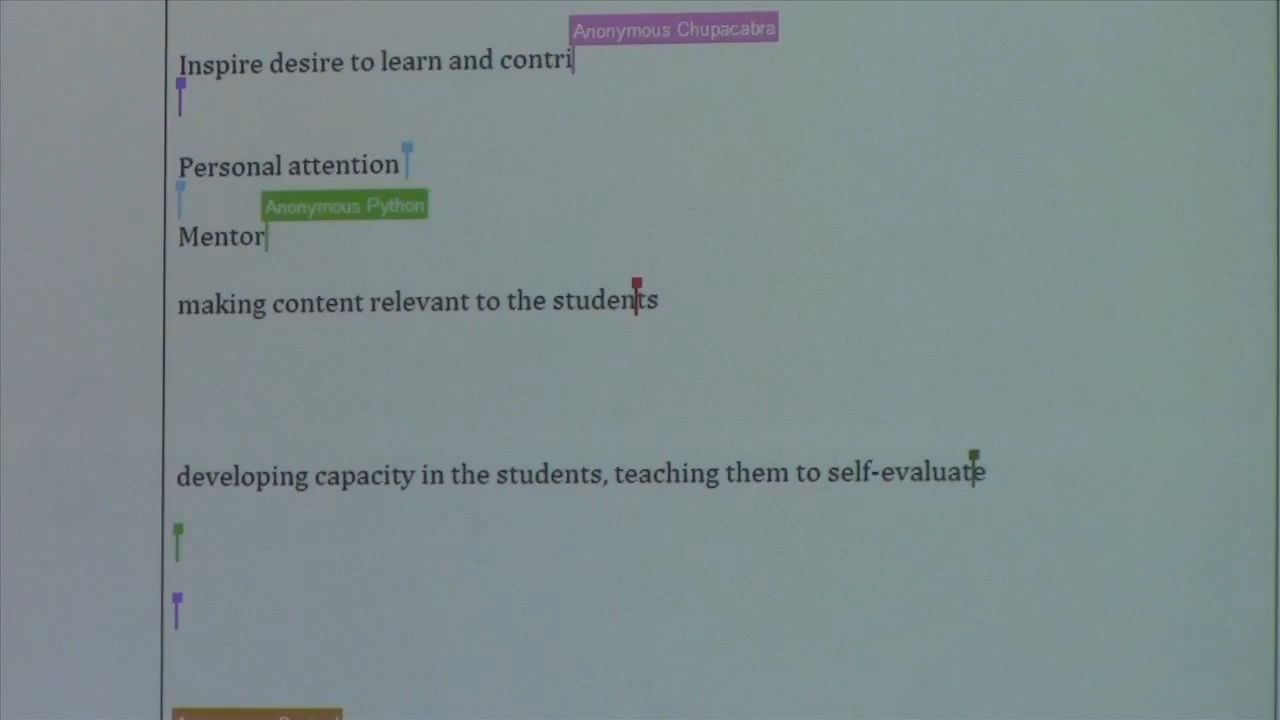 Anonymous Chupacabra
Inspire desire to learn and contri
Personal attention
Anonymous Python
Mentor
making content relevant to the students
developing capacity in the students, teaching them to self-evaluate